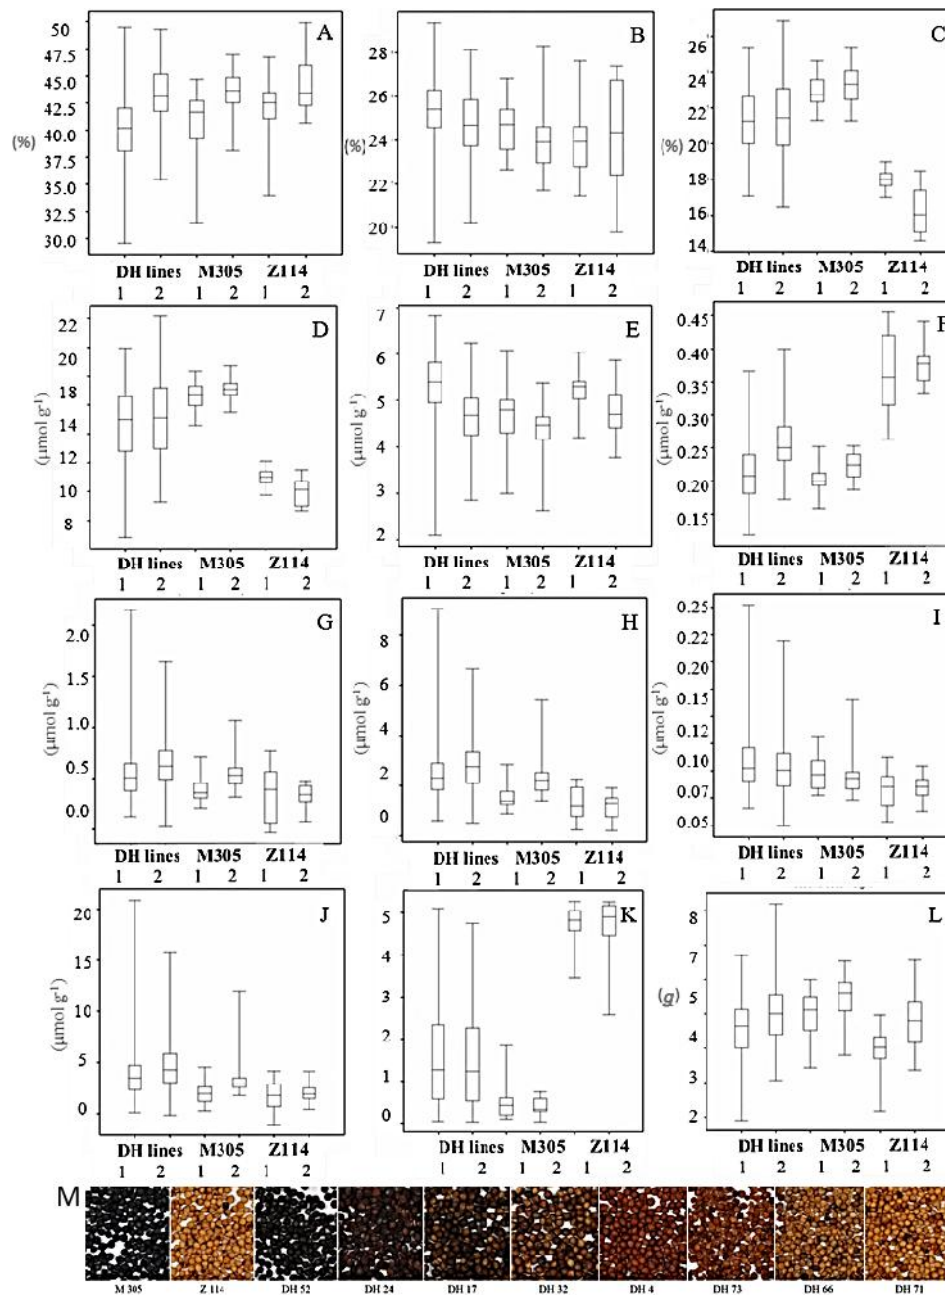 A
50
47.5
45.0
42.5
40.0
37.5
35.0
32.5
30.0
(%)
DH lines M305 Z114
1 2 1 2 1 2
B
28
26
24
22
20
(%)
DH lines M305 Z114
1 2 1 2 1 2
C
26
24
22
20
18
16
14
(%)
DH lines M305 Z114
1 2 1 2 1 2
D
22
20
18
16
14
12
10
8
(μmol g-1)
DH lines M305 Z114
1 2 1 2 1 2
E
7
6
5
4
3
2
(μmol g-1)
DH lines M305 Z114
1 2 1 2 1 2
F
0.45
0.40
0.35
0.30
0.25
0.20
0.15
(μmol g-1)
DH lines M305 Z114
1 2 1 2 1 2
G
2.0
1.0
0.5
0.0
(μmol g-1)
DH lines M305 Z114
1 2 1 2 1 2
H
8
6
4
2
0
(μmol g-1)
DH lines M305 Z114
1 2 1 2 1 2
I
0.25
0.22
0.20
0.12
0.12
0.10
0.07
0.05
(μmol g-1)
DH lines M305 Z114
1 2 1 2 1 2
J
20
15
10
5
0
(μmol g-1)
DH lines M305 Z114
1 2 1 2 1 2
K
5
4
3
2
1
0
DH lines M305 Z114
1 2 1 2 1 2
L
8
7
6
5
4
3
2
(g)
DH lines M305 Z114
1 2 1 2 1 2
M
M 305 Z 114 DH 52 DH 24 DH 17 DH 32 DH 4 DH 73 DH 66 DH 71